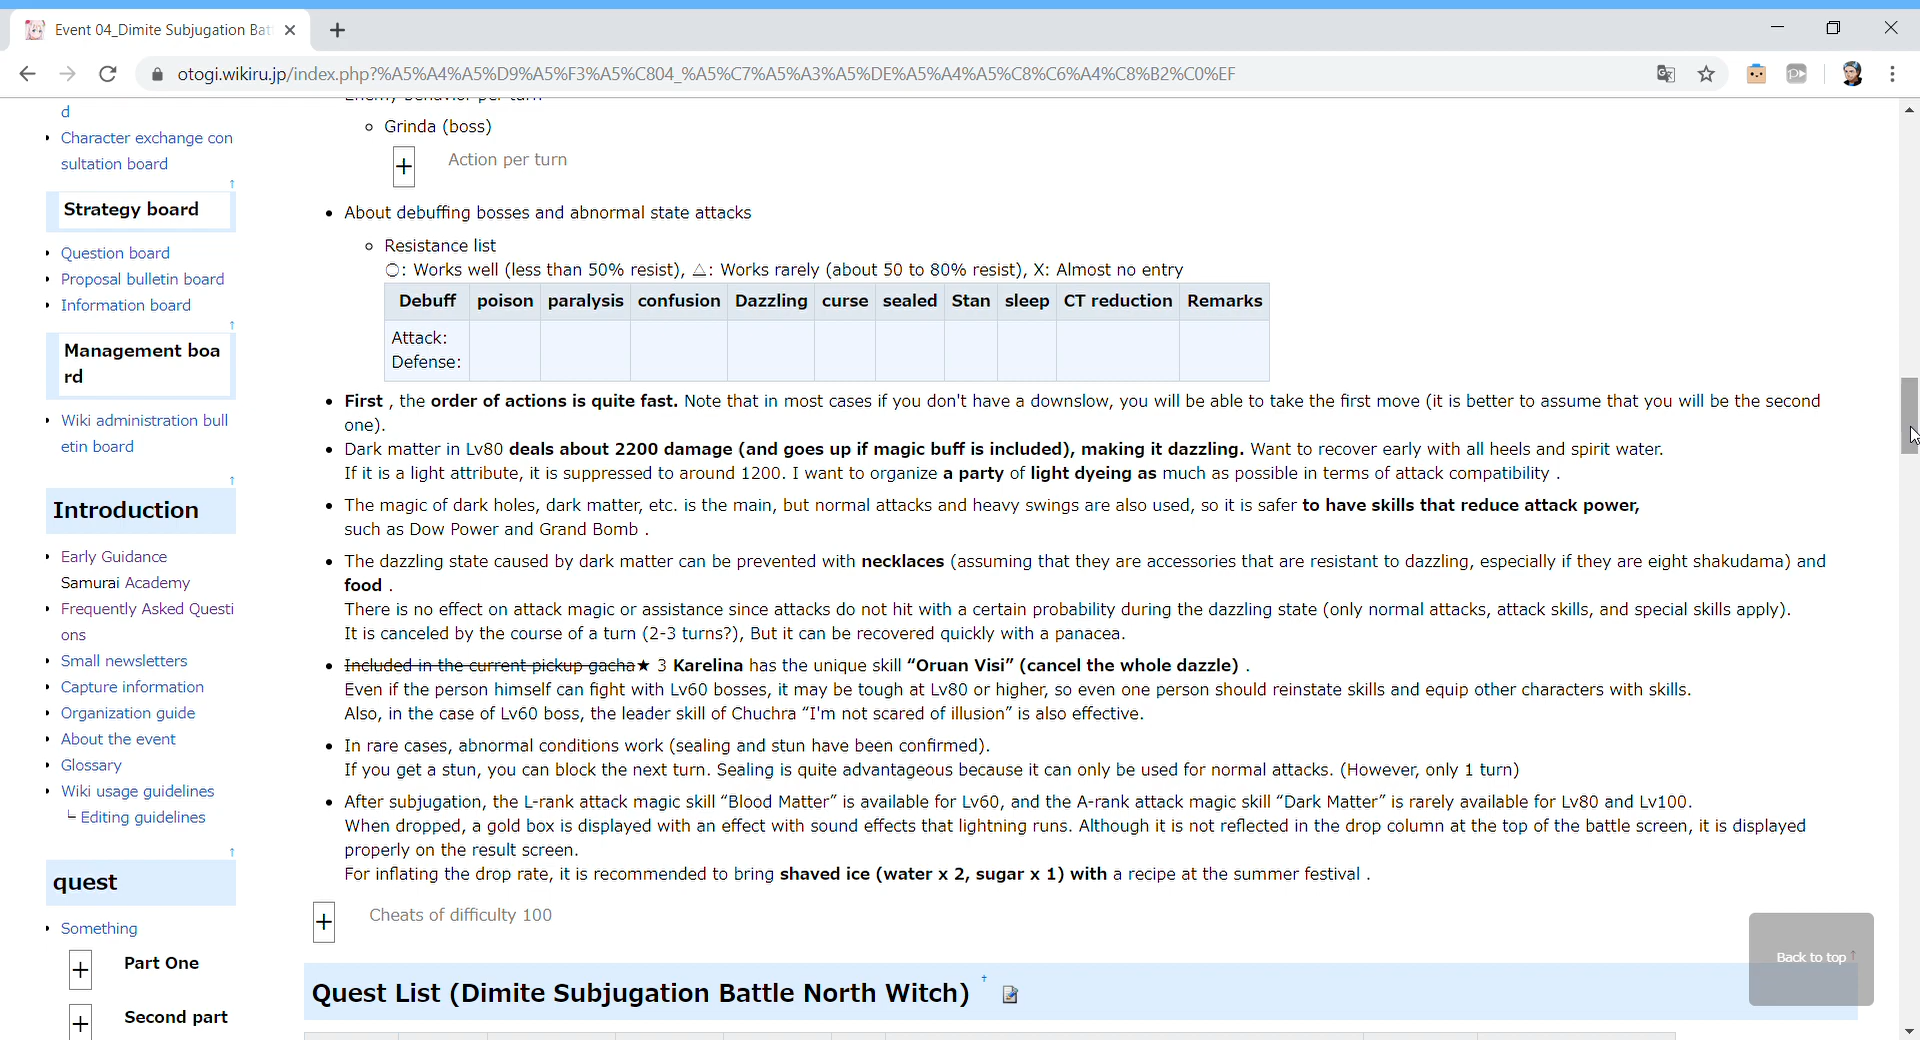 Event 04_Dimite Subjugation Bat
otogi.wikiru.jp/index.php?%A5%A4%A5%D9%A5%F3%A5%C804_%A5%C7%A5%A3%A5%DE%A5%A4%A5%C8%C6%A4%C8%B2%C0%EF
d
Character exchange con
sultation board
↑
Strategy board
Question board
Proposal bulletin board
Information board
↑
Management boa
rd
Wiki administration bull
etin board
↑
Introduction
Early Guidance
Samurai Academy
Frequently Asked Questi
ons
Small newsletters
Capture information
Organization guide
About the event
Glossary
Wiki usage guidelines
└ Editing guidelines
↑
quest
Something
+ Part One
+ Second part
Enemy behavior per turn
Grinda (boss)
+ Action per turn
About debuffing bosses and abnormal state attacks
Resistance list
○: Works well (less than 50% resist), △: Works rarely (about 50 to 80% resist), X: Almost no entry
Debuff poison paralysis confusion Dazzling curse sealed Stan sleep CT reduction Remarks
Attack:
Defense:
First , the order of actions is quite fast. Note that in most cases if you don't have a downslow, you will be able to take the first move (it is better to assume that you will be the second
one).
Dark matter in Lv80 deals about 2200 damage (and goes up if magic buff is included), making it dazzling. Want to recover early with all heels and spirit water.
If it is a light attribute, it is suppressed to around 1200. I want to organize a party of light dyeing as much as possible in terms of attack compatibility .
The magic of dark holes, dark matter, etc. is the main, but normal attacks and heavy swings are also used, so it is safer to have skills that reduce attack power,
such as Dow Power and Grand Bomb .
The dazzling state caused by dark matter can be prevented with necklaces (assuming that they are accessories that are resistant to dazzling, especially if they are eight shakudama) and
food .
There is no effect on attack magic or assistance since attacks do not hit with a certain probability during the dazzling state (only normal attacks, attack skills, and special skills apply).
It is canceled by the course of a turn (2-3 turns?), But it can be recovered quickly with a panacea.
Included in the current pickup gacha★ 3 Karelina has the unique skill “Oruan Visi” (cancel the whole dazzle) .
Even if the person himself can fight with Lv60 bosses, it may be tough at Lv80 or higher, so even one person should reinstate skills and equip other characters with skills.
Also, in the case of Lv60 boss, the leader skill of Chuchra “I'm not scared of illusion” is also effective.
In rare cases, abnormal conditions work (sealing and stun have been confirmed).
If you get a stun, you can block the next turn. Sealing is quite advantageous because it can only be used for normal attacks. (However, only 1 turn)
After subjugation, the L-rank attack magic skill “Blood Matter” is available for Lv60, and the A-rank attack magic skill “Dark Matter” is rarely available for Lv80 and Lv100.
When dropped, a gold box is displayed with an effect with sound effects that lightning runs. Although it is not reflected in the drop column at the top of the battle screen, it is displayed
properly on the result screen.
For inflating the drop rate, it is recommended to bring shaved ice (water x 2, sugar x 1) with a recipe at the summer festival .
+ Cheats of difficulty 100
Back to top ↑
Quest List (Dimite Subjugation Battle North Witch) †